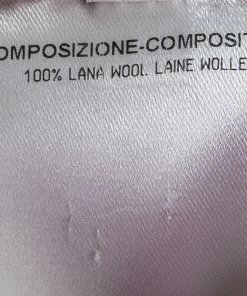 OMPOSIZIONE-COMPOSIT
100% LANA WOOL LAINE WOLLE